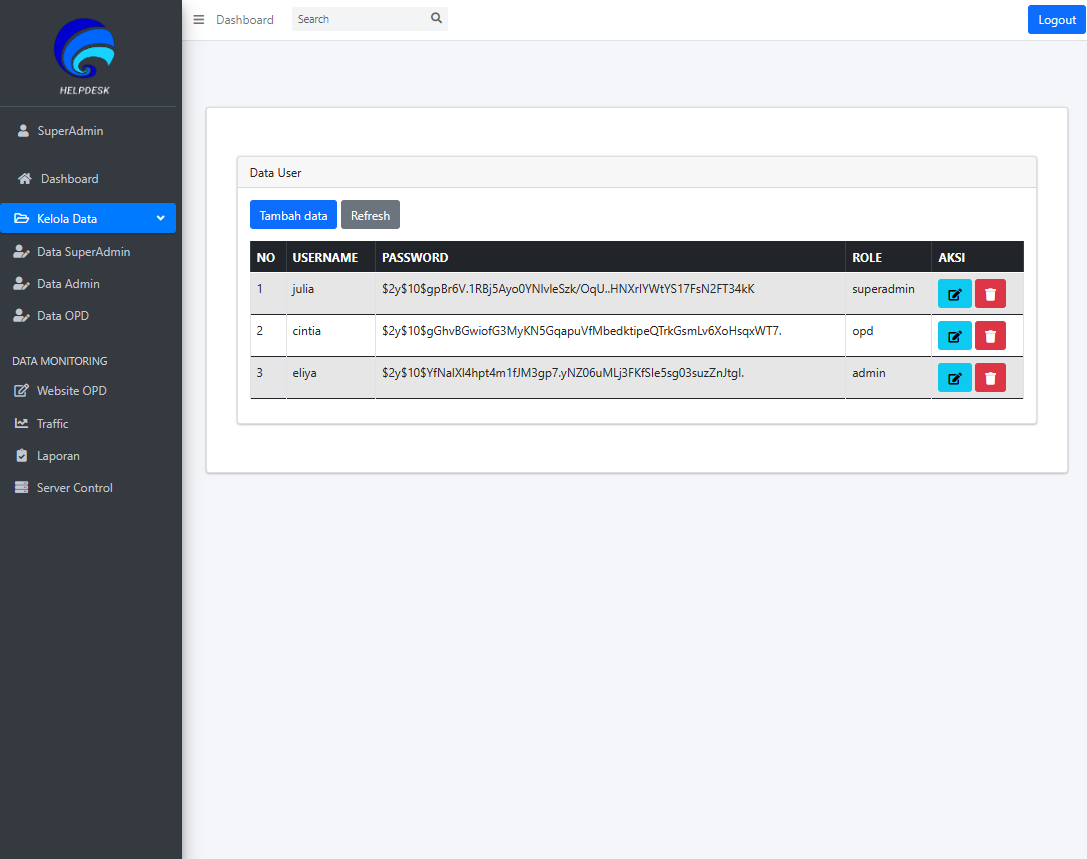 HELPDESK
SuperAdmin
Dashboard
Kelola Data
Data SuperAdmin
Data Admin
Data OPD
DATA MONITORING
Website OPD
Traffic
Laporan
Server Control
Dashboard Search Logout
Data User
Tambah data Refresh
NO USERNAME PASSWORD ROLE AKSI
1 julia $2y$10$gpBr6V.1RBj5Ayo0YNlvleSzk/OqU..HNXrlYWtYS17FsN2FT34kK superadmin
2 cintia $2y$10$gGhvBGwiofG3MyKN5GqapuVfMbedktipeQTrkGsmLv6XoHsqxWT7. opd
3 eliya $2y$10$YfNalXl4hpt4m1fJM3gp7.yNZ06uMLj3FKfSle5sg03suzZnJtgl. admin